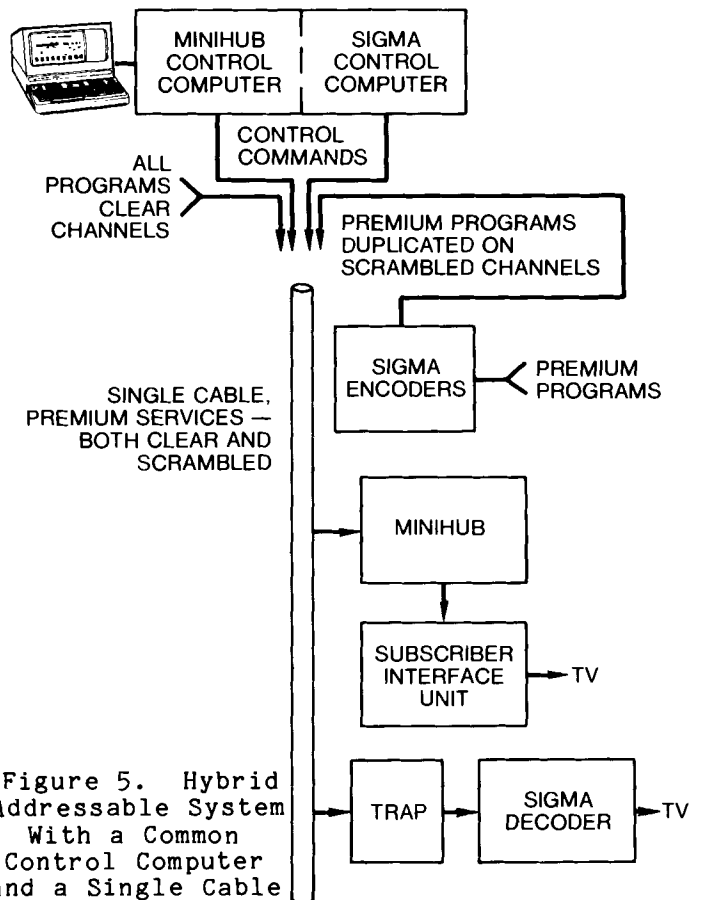 MINIHUB
CONTROL
COMPUTER
SIGMA
CONTROL
COMPUTER
CONTROL
COMMANDS
ALL
PROGRAMS
CLEAR
CHANNELS
PREMIUM PROGRAMS
DUPLICATED ON
SCRAMBLED CHANNELS
SIGMA
ENCODERS
PREMIUM
PROGRAMS
SINGLE CABLE,
PREMIUM SERVICES —
BOTH CLEAR AND
SCRAMBLED
MINIHUB
SUBSCRIBER
INTERFACE
UNIT
TV
TRAP
SIGMA
DECODER
TV
Figure 5. Hybrid
Addressable System
With a Common
Control Computer
and a Single Cable